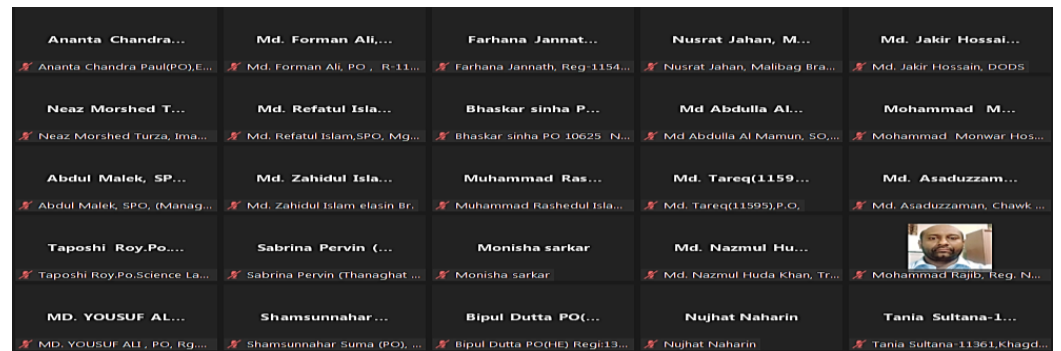 Ananta Chandra...
Md. Forman Ali,...
Farhana Jannat...
Nusrat Jahan, M...
Md. Jakir Hossai...
Ananta Chandra Paul(PO),E...
Md. Forman Ali, PO , R-11...
Farhana Jannath, Reg-1154...
Nusrat Jahan, Malibag Bra...
Md. Jakir Hossain, DODS
Neaz Morshed T...
Md. Refatul Isla...
Bhaskar sinha P...
Md Abdulla Al...
Mohammad M...
Neaz Morshed Turza, Ima...
Md. Refatul Islam,SPO, Mg...
Bhaskar sinha PO 10625 N...
Md Abdulla Al Mamun, SO,...
Mohammad Monwar Hos...
Abdul Malek, SP...
Md. Zahidul Isla...
Muhammad Ras...
Md. Tareq(1159...
Md. Asaduzzam...
Abdul Malek, SPO, (Manag...
Md. Zahidul Islam elasin Br.
Muhammad Rashedul Isla...
Md. Tareq(11595),P.O,
Md. Asaduzzaman, Chawk ...
Taposhi Roy.Po....
Sabrina Pervin (...
Monisha sarkar
Md. Nazmul Hu...
Taposhi Roy.Po.Science La...
Sabrina Pervin (Thanaghat ...
Monisha sarkar
Md. Nazmul Huda Khan, Tr...
Mohammad Rajib, Reg. N...
MD. YOUSUF AL...
Shamsunnahar...
Bipul Dutta PO(...
Nujhat Naharin
Tania Sultana-1...
MD. YOUSUF ALI , PO, Rg....
Shamsunnahar Suma (PO), ...
Bipul Dutta PO(HE) Regi:13...
Nujhat Naharin
Tania Sultana-11361,Khagd...